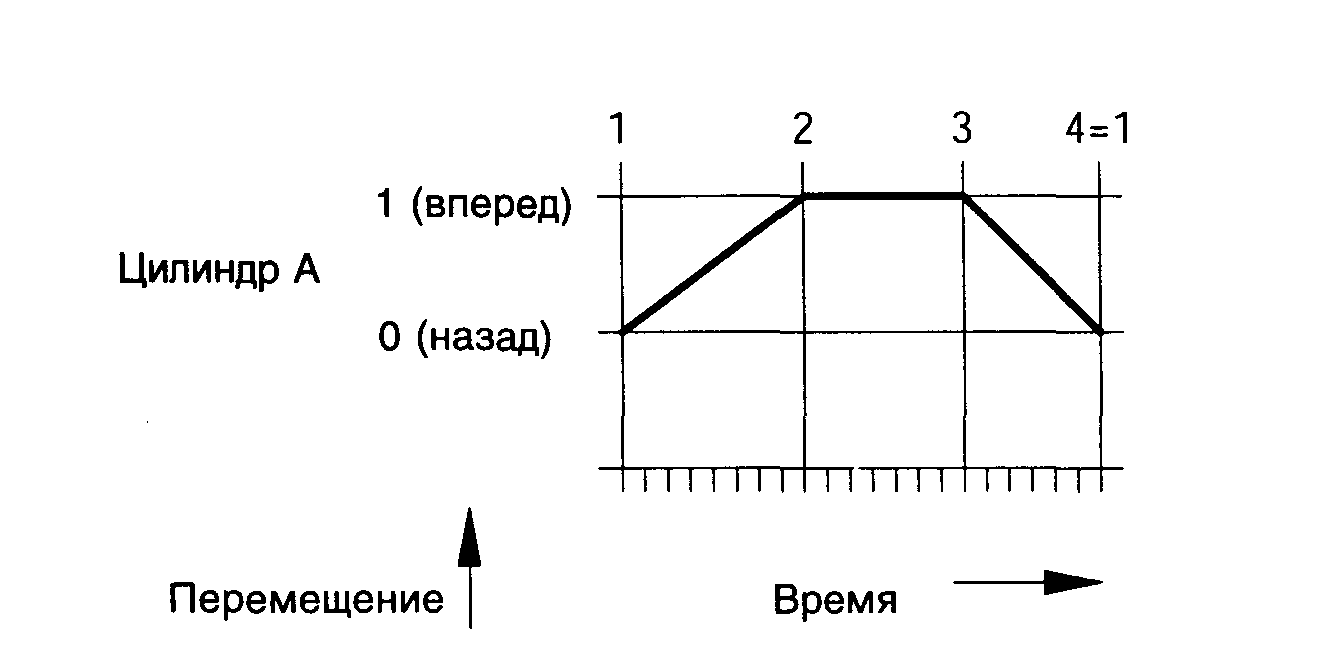 1 2 3 4=1
1 (вперед)
Цилиндр А
0 (назад)
Перемещение
Время